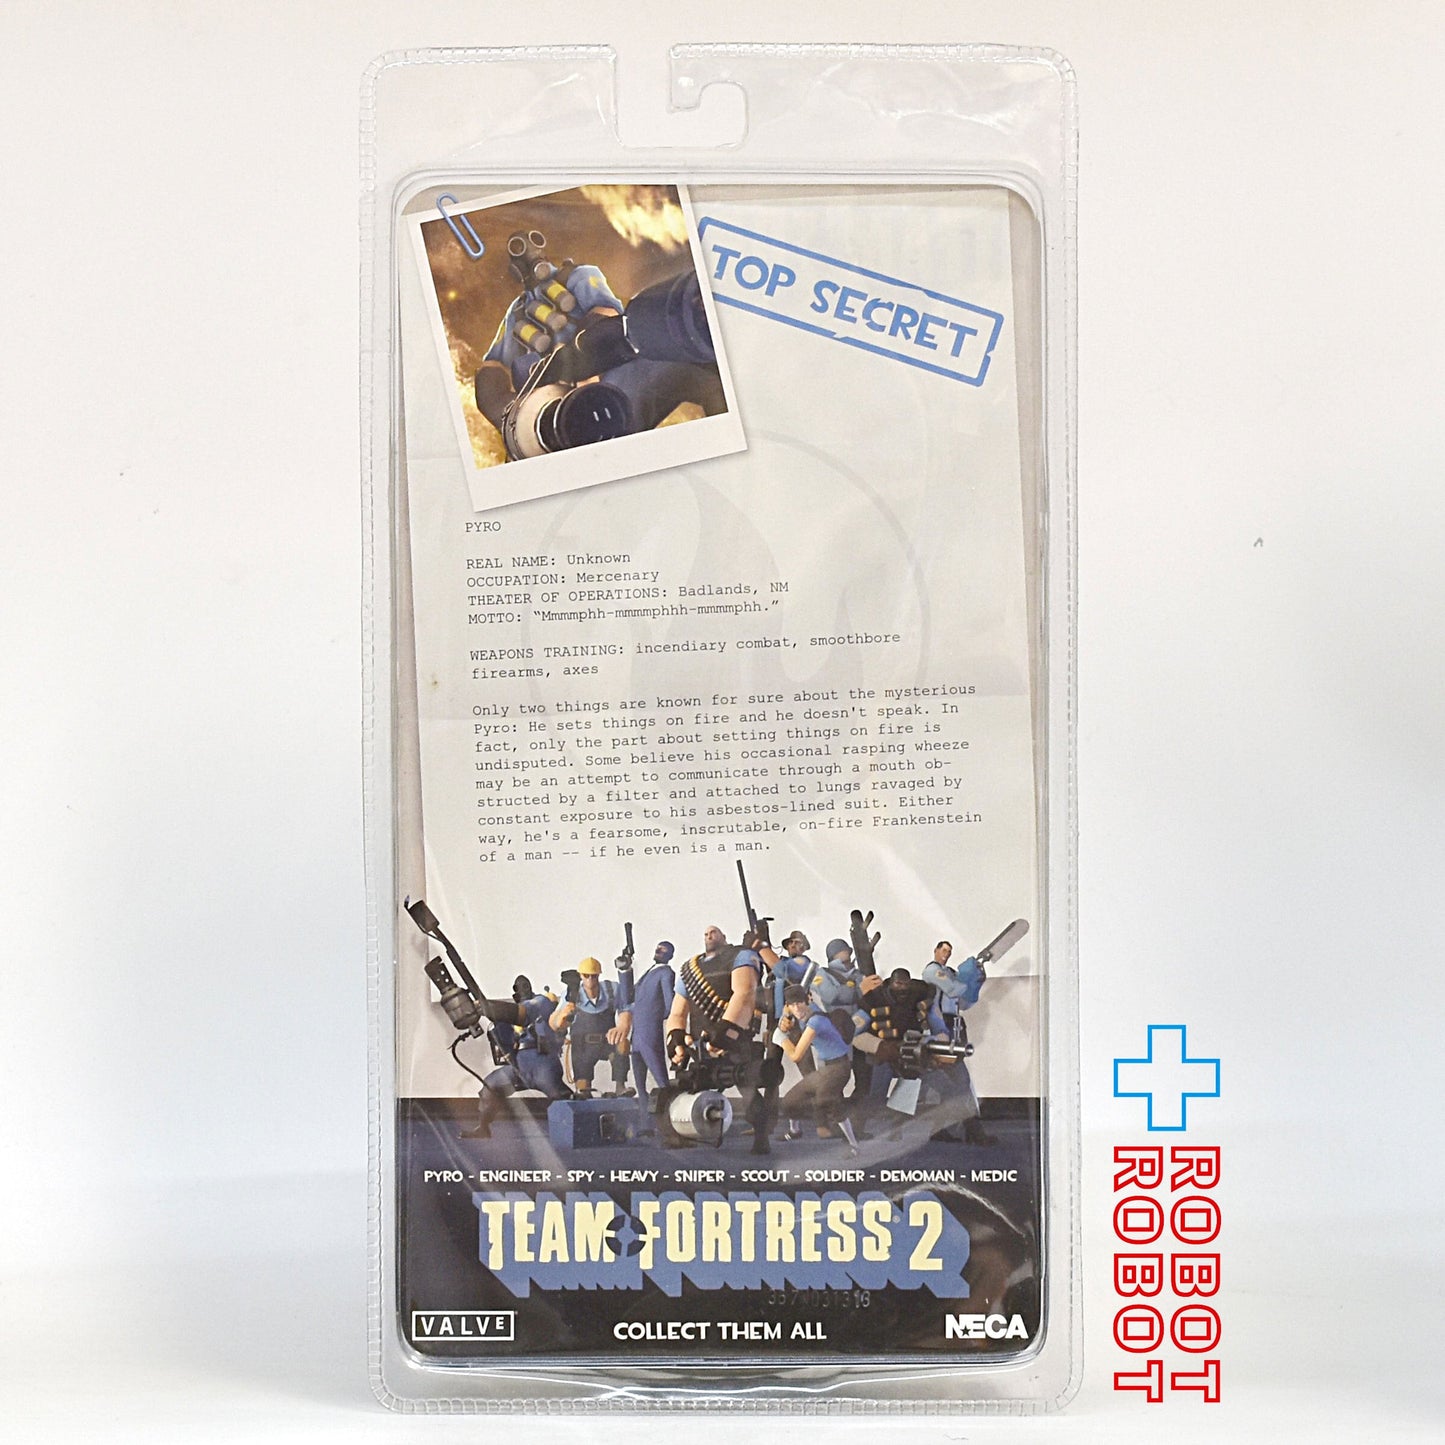 TOP SECRET
PYRO
REAL NAME: Unknown
OCCUPATION: Mercenary
THEATER OF OPERATIONS: Badlands, NM
MOTTO: “Mmmmphh-mmmmphhh-mmmmphh.”
WEAPONS TRAINING: incendiary combat, smoothbore
firearms, axes
Only two things are known for sure about the mysterious
Pyro: He sets things on fire and he doesn't speak. In
fact, only the part about setting things on fire is
undisputed. Some believe his occasional rasping wheeze
may be an attempt to communicate through a mouth ob-
structed by a filter and attached to lungs ravaged by
constant exposure to his asbestos-lined suit. Either
way, he's a fearsome, inscrutable, on-fire Frankenstein
of a man -- if he even is a man.
PYRO - ENGINEER - SPY - HEAVY - SNIPER - SCOUT - SOLDIER - DEMOMAN - MEDIC
TEAM FORTRESS® 2
VALVE
COLLECT THEM ALL
NECA
ROBOT
ROBOT